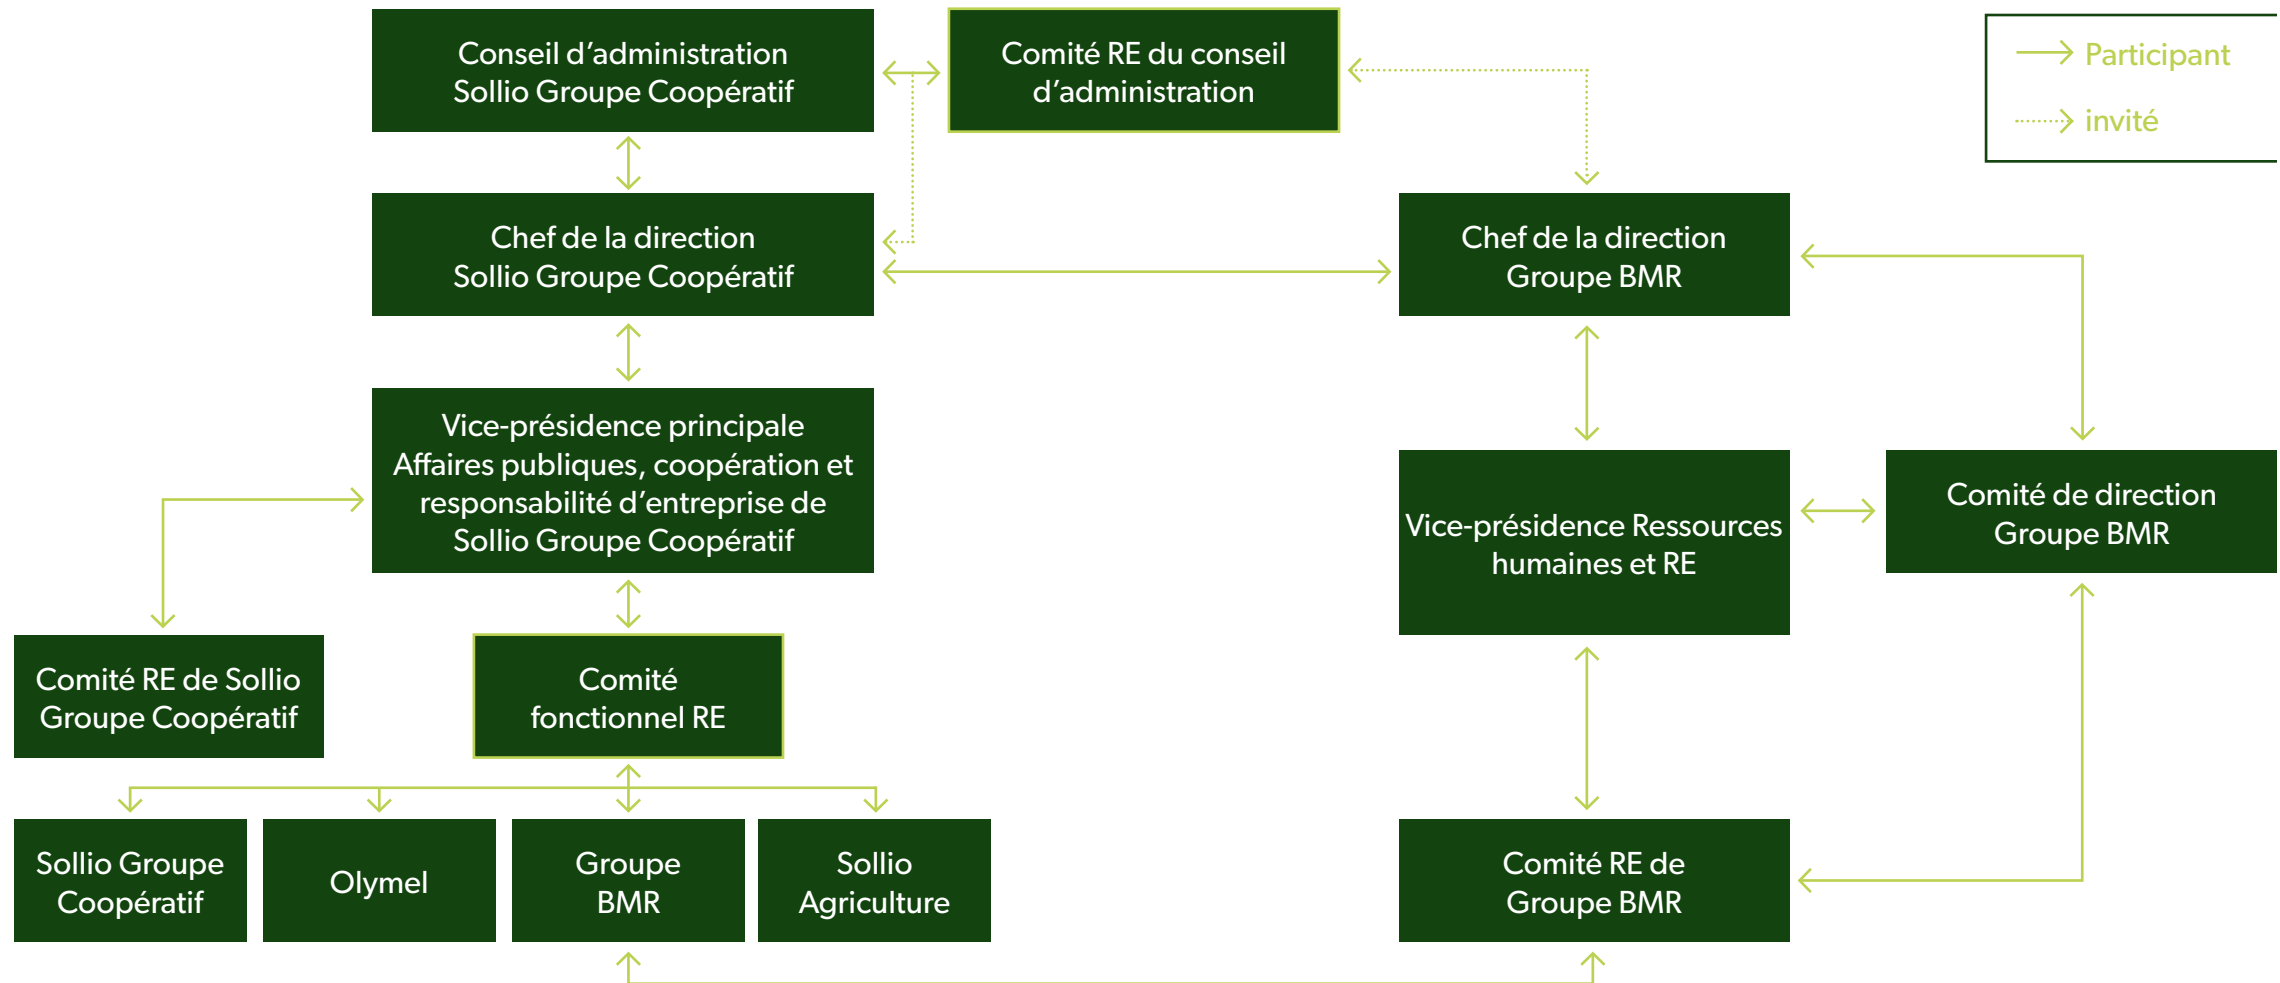 Conseil d’administration
Sollio Groupe Coopératif
Comité RE du conseil
d’administration
Participant
invité
Chef de la direction
Sollio Groupe Coopératif
Chef de la direction
Groupe BMR
Vice-présidence principale
Affaires publiques, coopération et
responsabilité d’entreprise de
Sollio Groupe Coopératif
Vice-présidence Ressources
humaines et RE
Comité de direction
Groupe BMR
Comité RE de Sollio
Groupe Coopératif
Comité
fonctionnel RE
Sollio Groupe
Coopératif
Olymel
Groupe
BMR
Sollio
Agriculture
Comité RE de
Groupe BMR